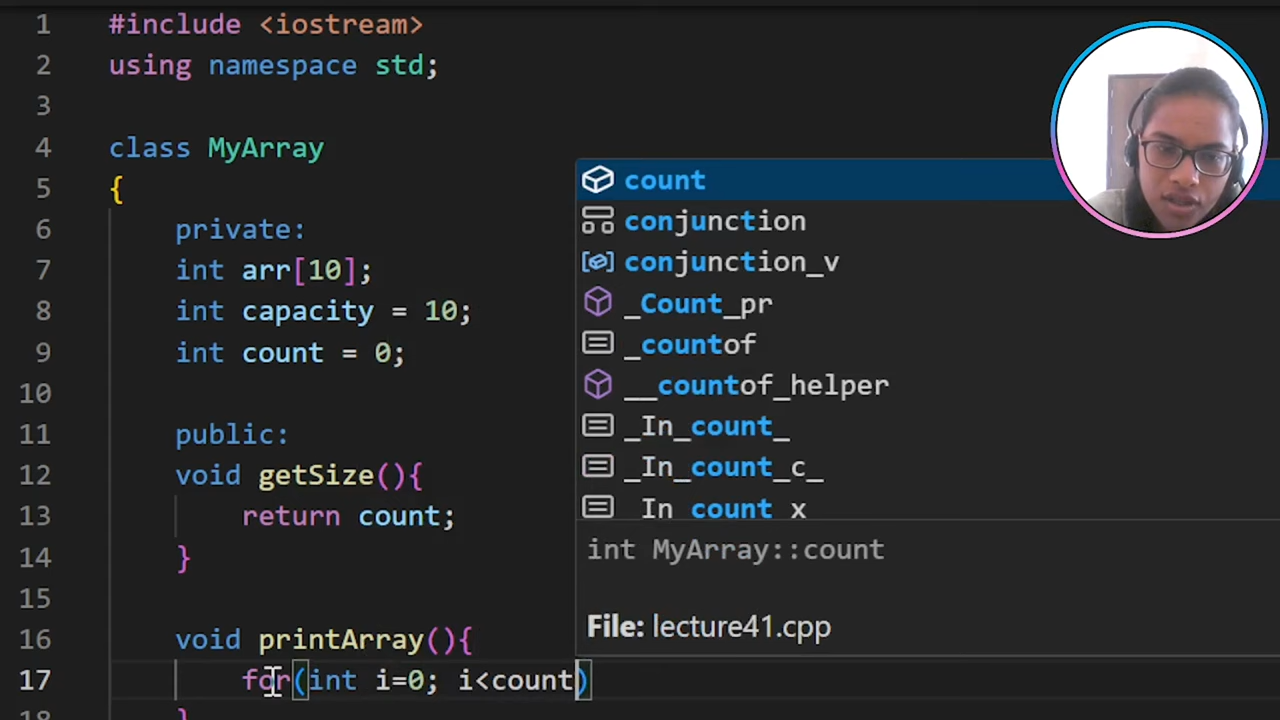 1 #include <iostream>
2 using namespace std;
3
4 class MyArray
5 {
6 private:
7 int arr[10];
8 int capacity = 10;
9 int count = 0;
10
11 public:
12 void getSize(){
13 return count;
14 }
15
16 void printArray(){
17 for(int i=0; i<count)
18 }
count
conjunction
conjunction_v
_Count_pr
_countof
__countof_helper
_In_count_
_In_count_c_
_In_count_x
int MyArray::count
File: lecture41.cpp